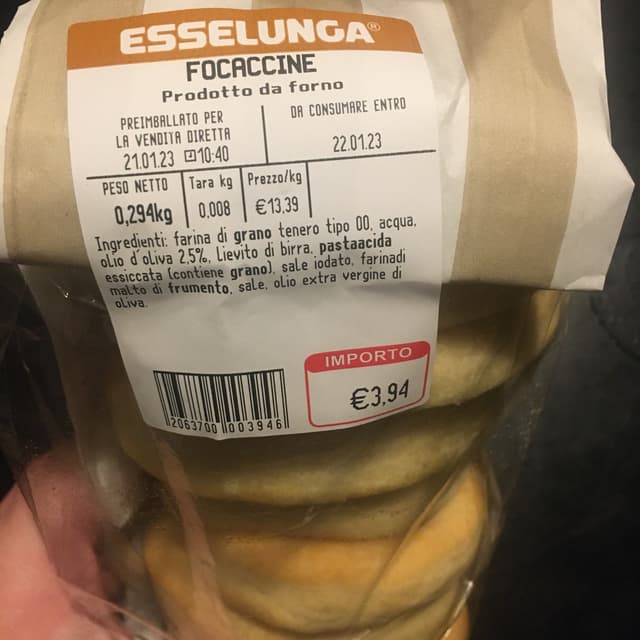 ESSELUNGA®
FOCACCINE
Prodotto da forno
PREIMBALLATO PER
LA VENDITA DIRETTA
21.01.23 10:40
DA CONSUMARE ENTRO
22.01.23
PESO NETTO
0,294kg
Tara kg
0,008
Prezzo/kg
€13,39
Ingredienti: farina di grano tenero tipo 00, acqua,
olio d'oliva 2.5%, Lievito di birra, pastaacida
essiccata (contiene grano), sale iodato, farinadi
malto di frumento, sale, olio extra vergine di
oliva.
IMPORTO
€3,94
2063700 003946